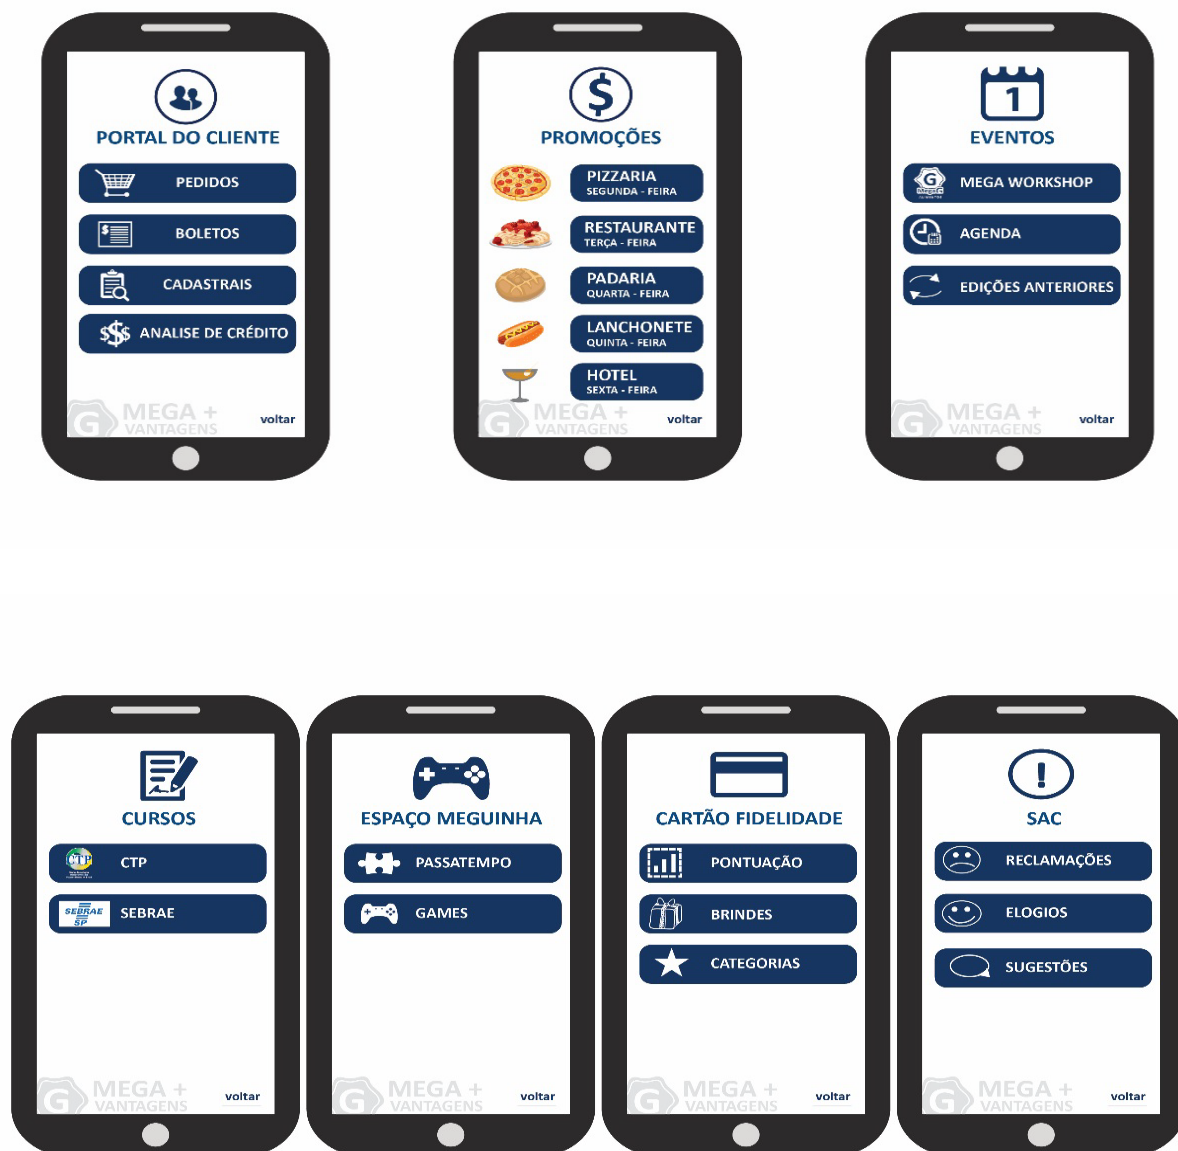 PORTAL DO CLIENTE
PEDIDOS
$
BOLETOS
CADASTRAIS
$$$
ANALISE DE CRÉDITO
G MEGA +
VANTAGENS
voltar
$
PROMOÇÕES
PIZZARIA
SEGUNDA - FEIRA
RESTAURANTE
TERÇA - FEIRA
PADARIA
QUARTA - FEIRA
LANCHONETE
QUINTA - FEIRA
HOTEL
SEXTA - FEIRA
G MEGA +
VANTAGENS
voltar
1
EVENTOS
G
MegaG
MEGA WORKSHOP
AGENDA
EDIÇÕES ANTERIORES
G MEGA +
VANTAGENS
voltar
CURSOS
CTP
CTP
SEBRAE
SP
SEBRAE
G MEGA +
VANTAGENS
voltar
ESPAÇO MEGUINHA
PASSATEMPO
GAMES
G MEGA +
VANTAGENS
voltar
CARTÃO FIDELIDADE
PONTUAÇÃO
BRINDES
CATEGORIAS
G MEGA +
VANTAGENS
voltar
!
SAC
RECLAMAÇÕES
ELOGIOS
SUGESTÕES
G MEGA +
VANTAGENS
voltar